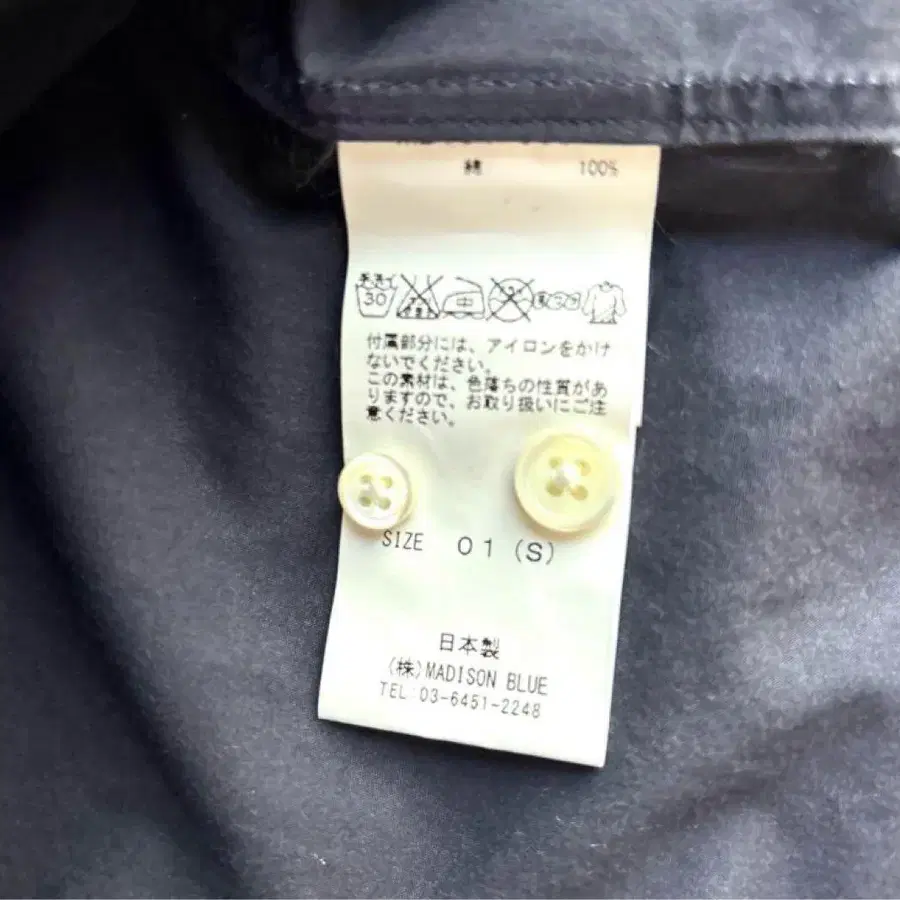 綿 100%
手洗イ
30
中
付属部分には、アイロンをかけ
ないでください。
この素材は、色落ちの性質があ
りますので、お取り扱いにご注
意ください。
SIZE 01 (S)
日本製
(株)MADISON BLUE
TEL:03-6451-2248